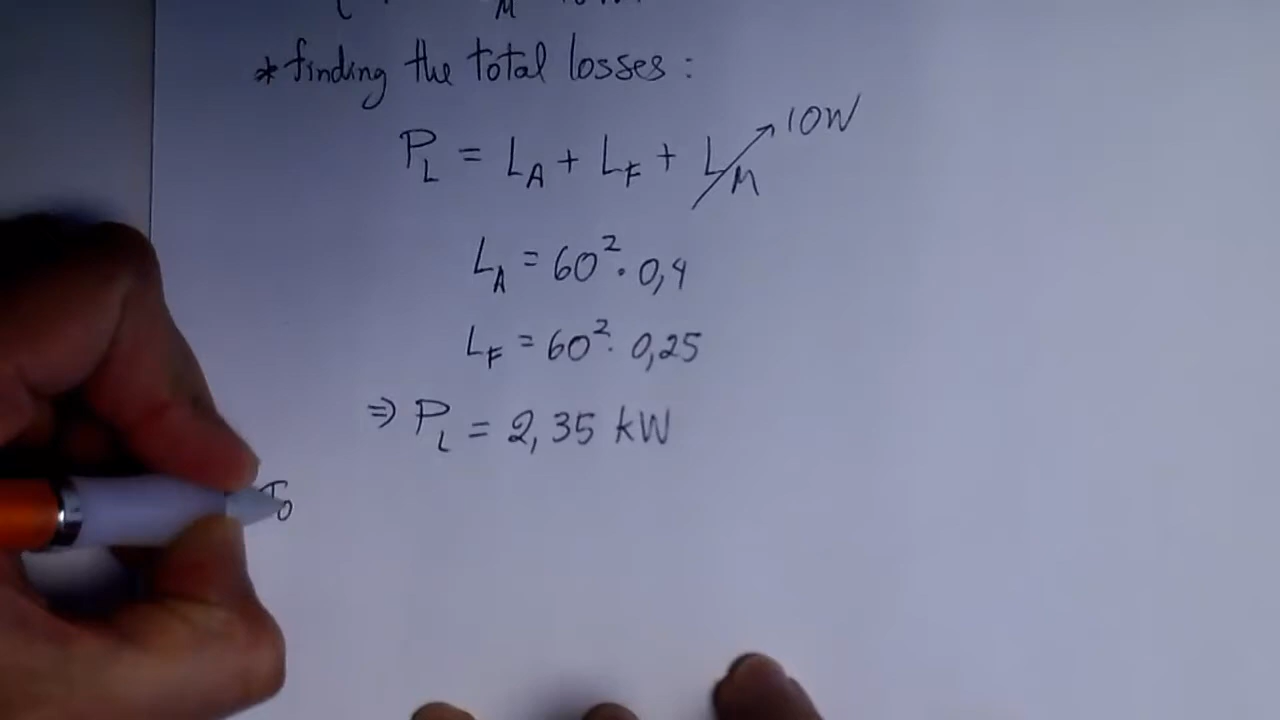 * finding the total losses :
P_L = L_A + L_F + L_M ↗ 10W
L_A = 60² · 0,4
L_F = 60² · 0,25
⇒ P_L = 2,35 kW
To